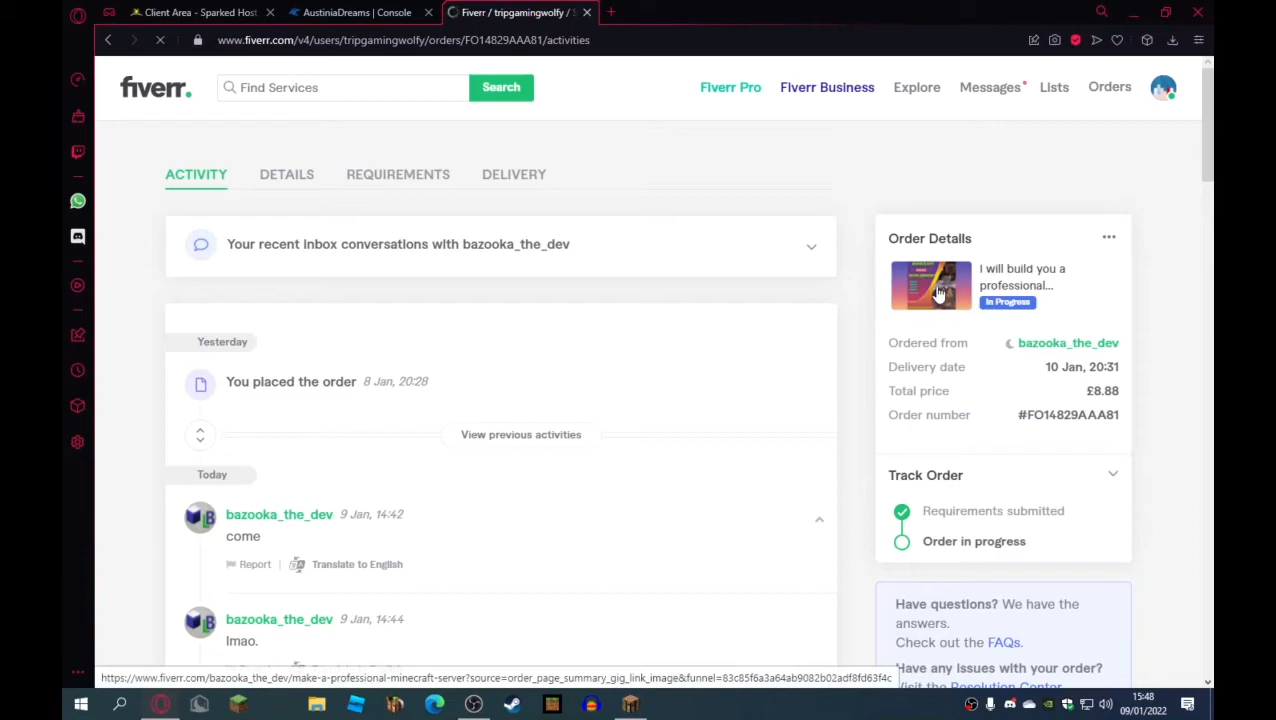 Client Area - Sparked Host
AustiniaDreams | Console
Fiverr / tripgamingwolfy / S
www.fiverr.com/v4/users/tripgamingwolfy/orders/FO14829AAA81/activities
fiverr.
Find Services
Search
Fiverr Pro
Fiverr Business
Explore
Messages
Lists
Orders
ACTIVITY
DETAILS
REQUIREMENTS
DELIVERY
Your recent inbox conversations with bazooka_the_dev
Yesterday
You placed the order 8 Jan, 20:28
View previous activities
Today
bazooka_the_dev 9 Jan, 14:42
come
Report | Translate to English
bazooka_the_dev 9 Jan, 14:44
lmao.
Order Details
I will build you a
professional...
In Progress
Ordered from bazooka_the_dev
Delivery date 10 Jan, 20:31
Total price £8.88
Order number #FO14829AAA81
Track Order
Requirements submitted
Order in progress
Have questions? We have the
answers.
Check out the FAQs.
Have any issues with your order?
Visit the Resolution Center
https://www.fiverr.com/bazooka_the_dev/make-a-professional-minecraft-server?source=order_page_summary_gig_link_image&funnel=83c85f6a3a64b9082b02adf8fd63f4c
15:48
09/01/2022